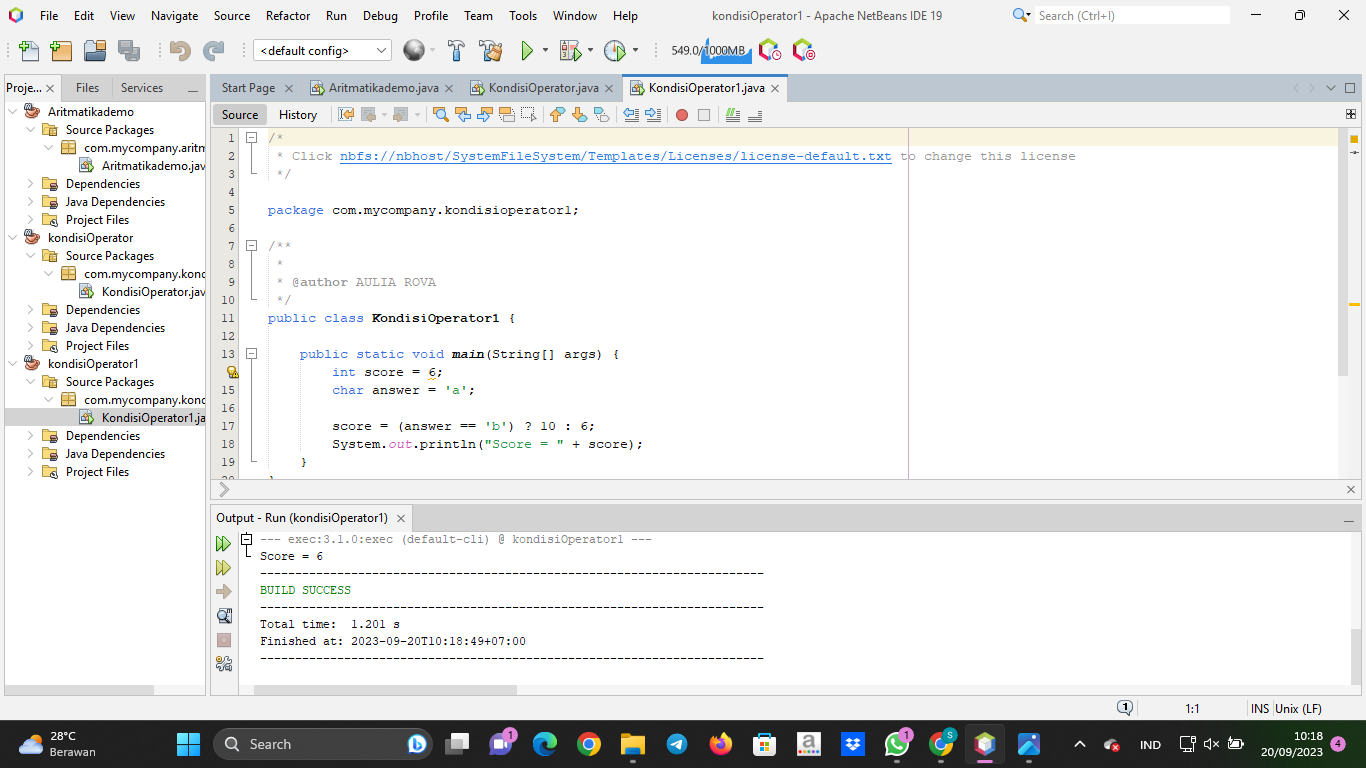 File Edit View Navigate Source Refactor Run Debug Profile Team Tools Window Help
kondisiOperator1 - Apache NetBeans IDE 19
Search (Ctrl+I)
<default config>
549.0/1000MB
Proje...
Files
Services
Aritmatikademo
Source Packages
com.mycompany.aritm
Aritmatikademo.jav
Dependencies
Java Dependencies
Project Files
kondisiOperator
Source Packages
com.mycompany.kond
KondisiOperator.jav
Dependencies
Java Dependencies
Project Files
kondisiOperator1
Source Packages
com.mycompany.kond
KondisiOperator1.ja
Dependencies
Java Dependencies
Project Files
Start Page
Aritmatikademo.java
KondisiOperator.java
KondisiOperator1.java
Source History
1 /*
2 * Click nbfs://nbhost/SystemFileSystem/Templates/Licenses/license-default.txt to change this license
3 */
4
5 package com.mycompany.kondisioperator1;
6
7 /**
8 *
9 * @author AULIA ROVA
10 */
11 public class KondisiOperator1 {
12
13 public static void main(String[] args) {
int score = 6;
15 char answer = 'a';
16
17 score = (answer == 'b') ? 10 : 6;
18 System.out.println("Score = " + score);
19 }
20 }
Output - Run (kondisiOperator1)
--- exec:3.1.0:exec (default-cli) @ kondisiOperator1 ---
Score = 6
------------------------------------------------------------------------
BUILD SUCCESS
------------------------------------------------------------------------
Total time:  1.201 s
Finished at: 2023-09-20T10:18:49+07:00
------------------------------------------------------------------------
1
1:1
INS
Unix (LF)
28°C
Berawan
Search
1
a
1
S
IND
10:18
20/09/2023
4